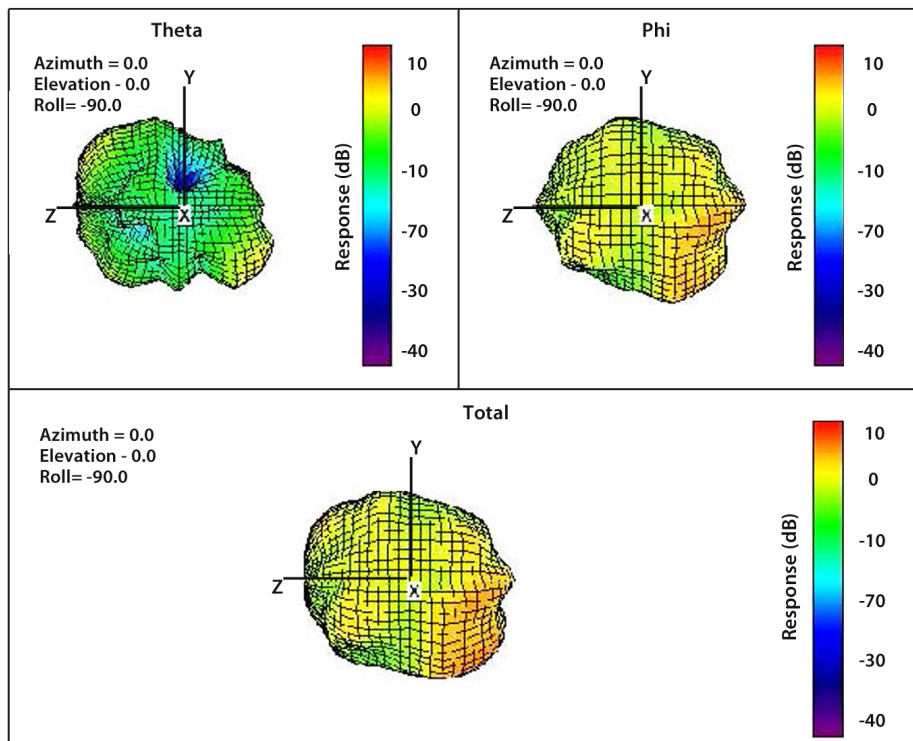 Theta
Azimuth = 0.0
Elevation - 0.0
Roll= -90.0
Y
Z
X
Response (dB)
10
0
-10
-70
-30
-40
Phi
Azimuth = 0.0
Elevation - 0.0
Roll= -90.0
Y
Z
X
Response (dB)
10
0
-10
-70
-30
-40
Total
Azimuth = 0.0
Elevation - 0.0
Roll= -90.0
Y
Z
X
Response (dB)
10
0
-10
-70
-30
-40